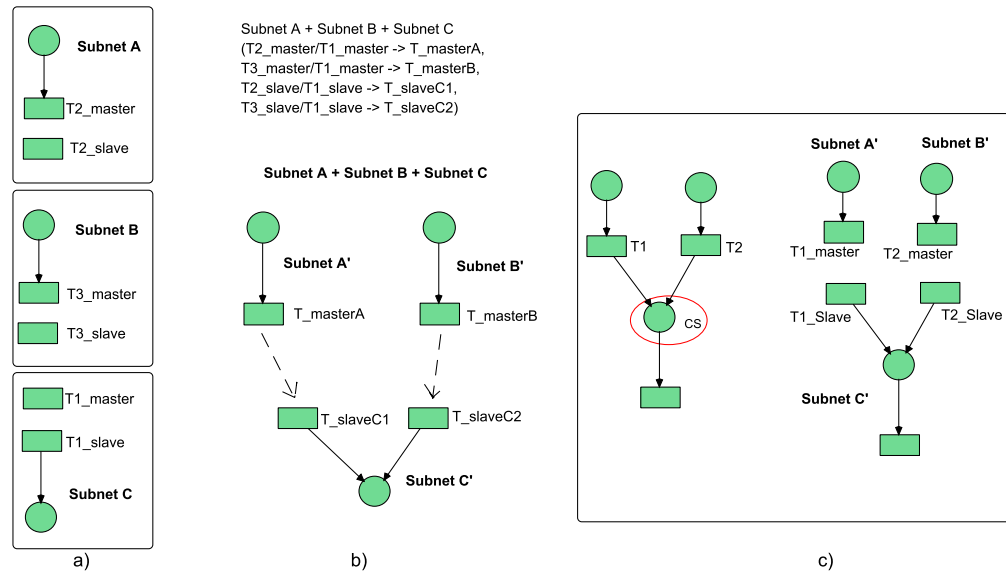 Subnet A
T2_master
T2_slave
Subnet B
T3_master
T3_slave
T1_master
T1_slave
Subnet C
a)
Subnet A + Subnet B + Subnet C
(T2_master/T1_master -> T_masterA,
T3_master/T1_master -> T_masterB,
T2_slave/T1_slave -> T_slaveC1,
T3_slave/T1_slave -> T_slaveC2)
Subnet A + Subnet B + Subnet C
Subnet A'
Subnet B'
T_masterA
T_masterB
T_slaveC1
T_slaveC2
Subnet C'
b)
T1
T2
CS
Subnet A'
Subnet B'
T1_master
T2_master
T1_Slave
T2_Slave
Subnet C'
c)